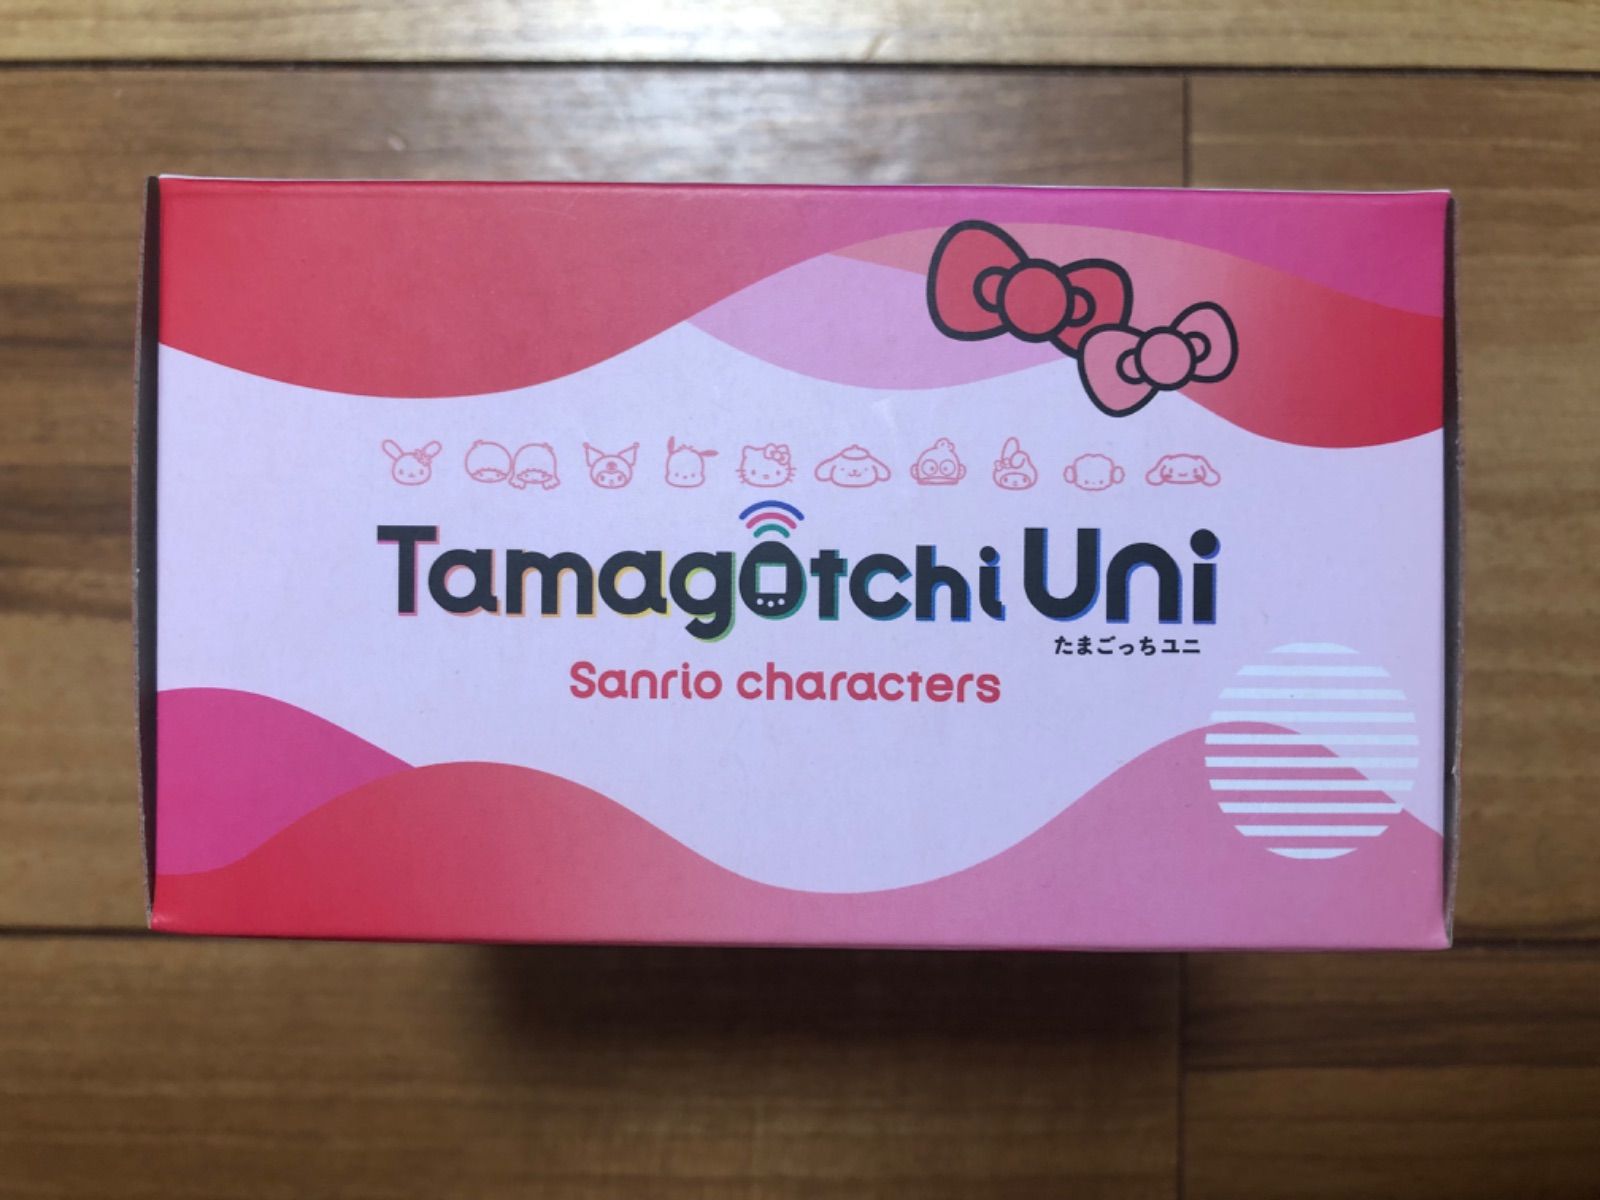 Tamagotchi Uni
たまごっちユニ
Sanrio characters